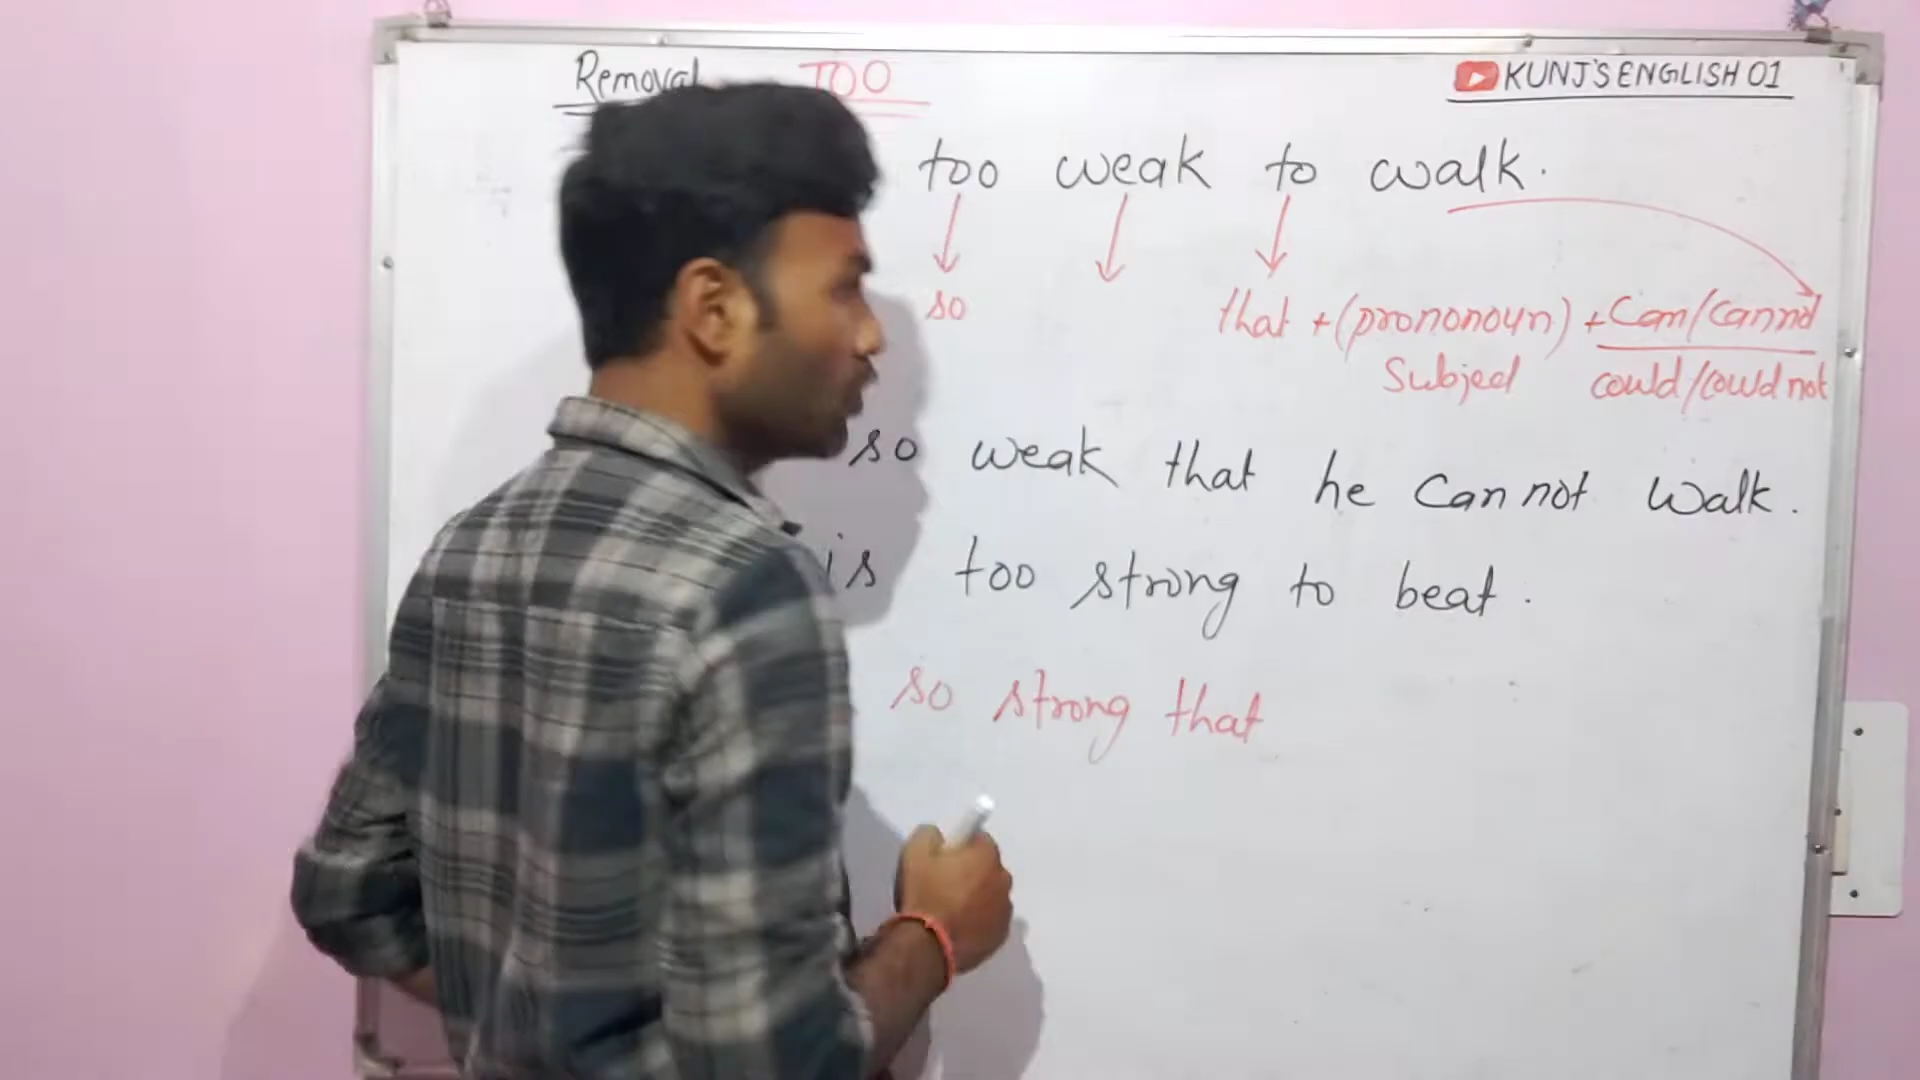 Removal TOO
KUNJ'S ENGLISH 01
too weak to walk.
so that + (prononoun) + Can/Cannot
Subject could/could not
so weak that he Can not walk.
is too strong to beat.
so strong that